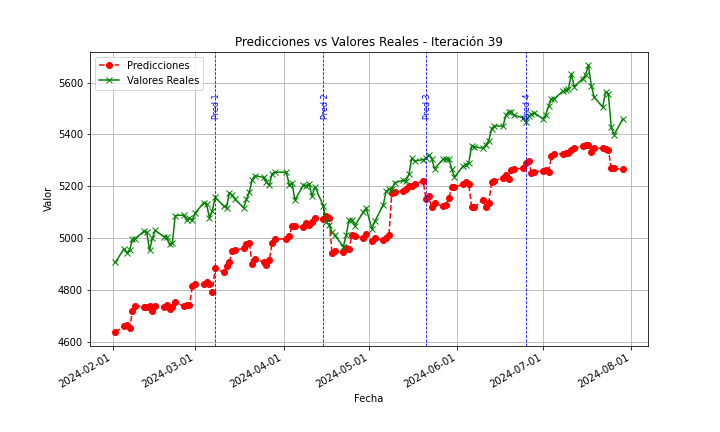 Predicciones vs Valores Reales - Iteración 39
Predicciones
Valores Reales
Pred 1
Pred 2
Pred 3
Pred 4
Valor
5600
5400
5200
5000
4800
4600
2024-02-01
2024-03-01
2024-04-01
2024-05-01
2024-06-01
2024-07-01
2024-08-01
Fecha